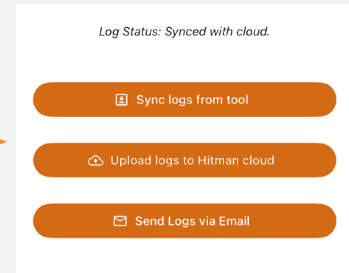 Log Status: Synced with cloud.
Sync logs from tool
Upload logs to Hitman cloud
Send Logs via Email